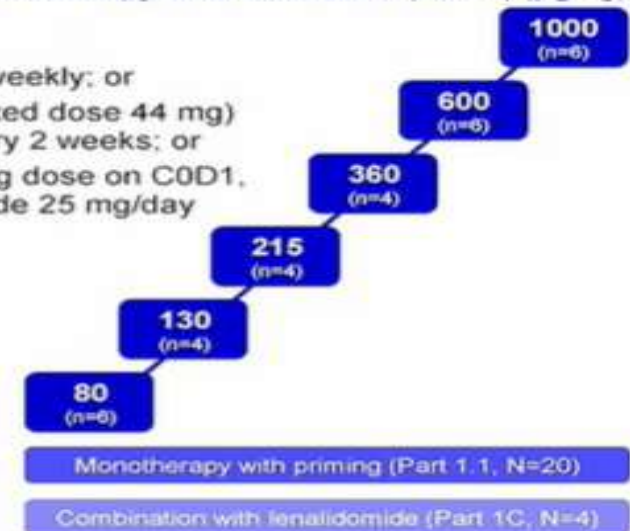 weekly; or
ted dose 44 mg)
ry 2 weeks; or
g dose on C0D1,
de 25 mg/day
1000
(n=6)
600
(n=6)
360
(n=4)
215
(n=4)
130
(n=4)
80
(n=6)
Monotherapy with priming (Part 1.1, N=20)
Combination with lenalidomide (Part 1C, N=4)